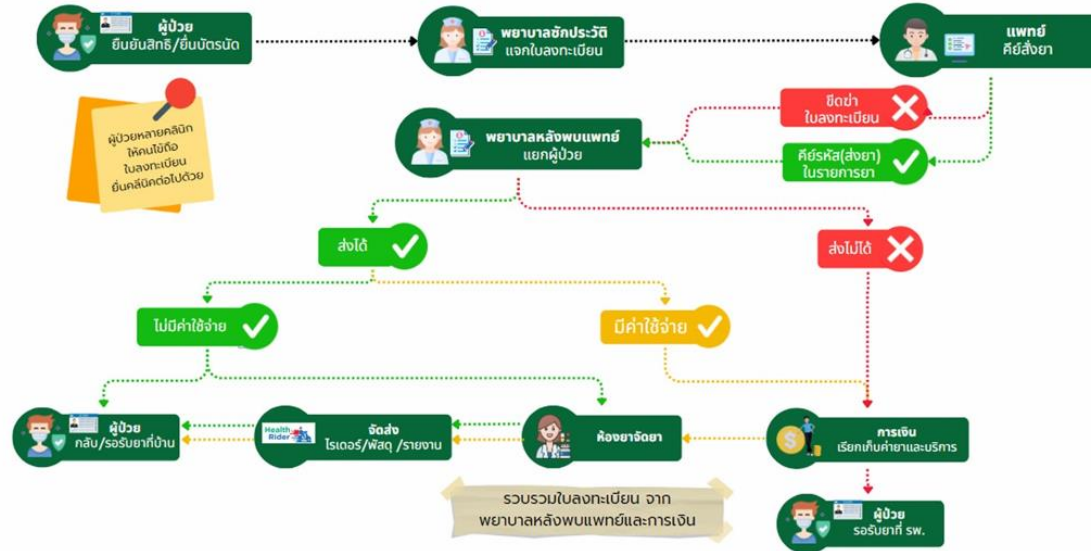 ผู้ป่วย
ยืนยันสิทธิ/ยื่นบัตรนัด
พยาบาลซักประวัติ
แจกใบลงทะเบียน
แพทย์
คีย์สั่งยา
ผู้ป่วยหลายคลินิก
ให้คนไข้ถือ
ใบลงทะเบียน
ยื่นคลีนิคต่อไปด้วย
พยาบาลหลังพบแพทย์
แยกผู้ป่วย
ขีดฆ่า
ใบลงทะเบียน
คีย์รหัส(ส่งยา)
ในรายการยา
ส่งได้
ส่งไม่ได้
ไม่มีค่าใช้จ่าย
มีค่าใช้จ่าย
ผู้ป่วย
กลับ/รอรับยาที่บ้าน
Health
Rider
จัดส่ง
ไรเดอร์/พัสดุ /รายงาน
ห้องยาจัดยา
การเงิน
เรียกเก็บค่ายาและบริการ
รวบรวมใบลงทะเบียน จาก
พยาบาลหลังพบแพทย์และการเงิน
ผู้ป่วย
รอรับยาที่ รพ.